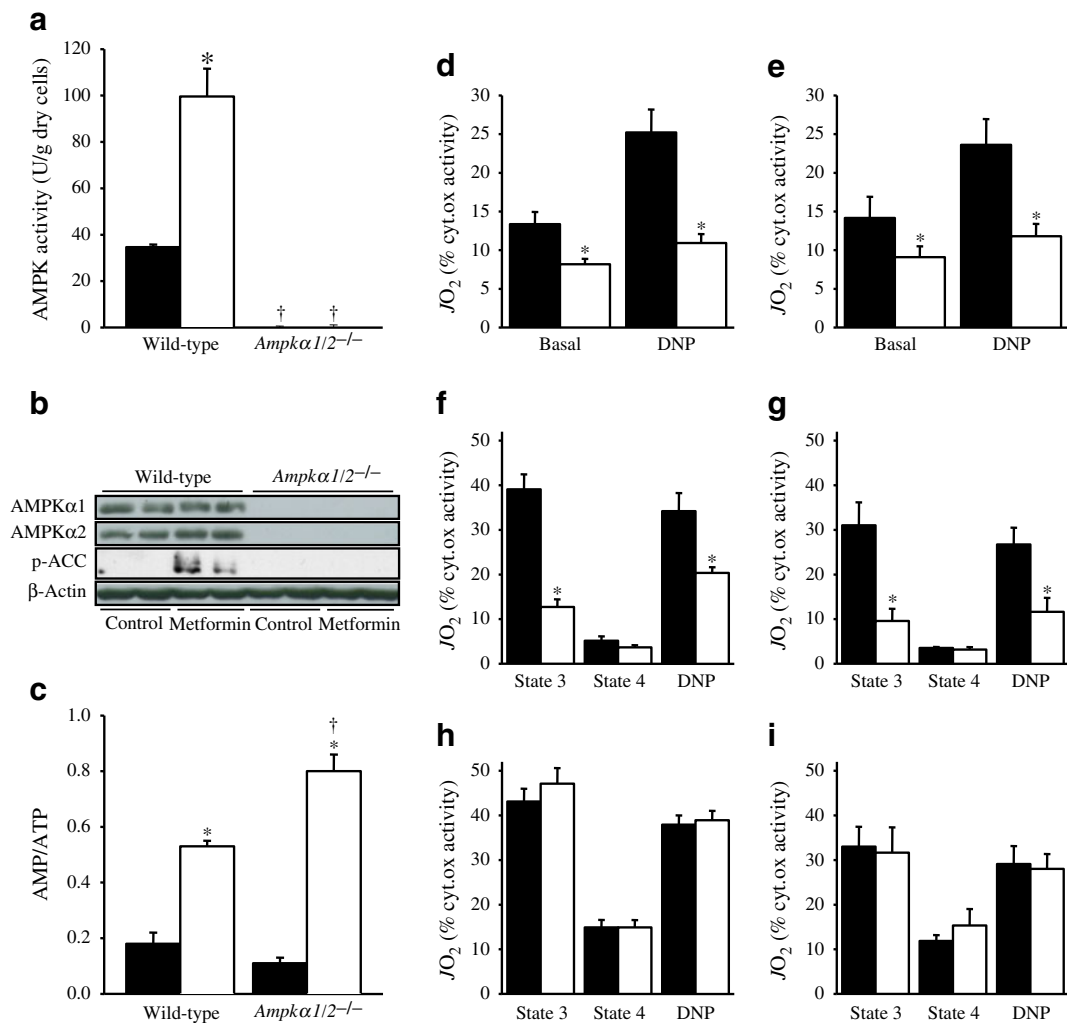 a
AMPK activity (U/g dry cells)
120
100
80
60
40
20
0
*
† †
Wild-type Ampkα1/2−/−
b
Wild-type Ampkα1/2−/−
AMPKα1
AMPKα2
p-ACC
β-Actin
Control Metformin Control Metformin
c
AMP/ATP
1.0
0.8
0.6
0.4
0.2
0.0
*
†
*
Wild-type Ampkα1/2−/−
d
JO2 (% cyt.ox activity)
30
25
20
15
10
5
0
* *
Basal DNP
e
JO2 (% cyt.ox activity)
30
25
20
15
10
5
0
* *
Basal DNP
f
JO2 (% cyt.ox activity)
50
40
30
20
10
0
* *
State 3 State 4 DNP
g
JO2 (% cyt.ox activity)
50
40
30
20
10
0
* *
State 3 State 4 DNP
h
JO2 (% cyt.ox activity)
50
40
30
20
10
0
State 3 State 4 DNP
i
JO2 (% cyt.ox activity)
50
40
30
20
10
0
State 3 State 4 DNP